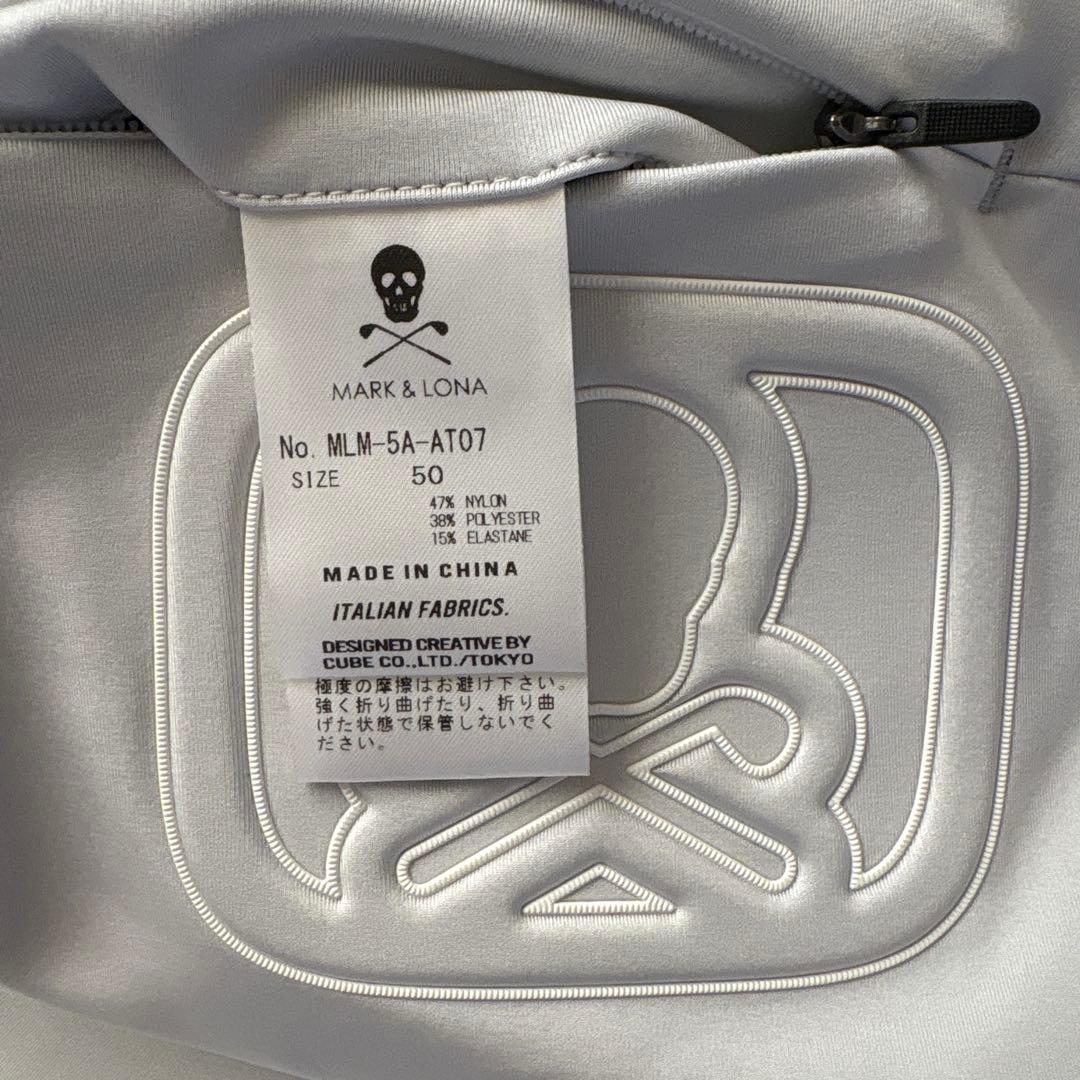 MARK & LONA
No. MLM-5A-AT07
SIZE 50
47% NYLON
38% POLYESTER
15% ELASTANE
MADE IN CHINA
ITALIAN FABRICS.
DESIGNED CREATIVE BY
CUBE CO.,LTD./TOKYO
極度の摩擦はお避け下さい。
強く折り曲げたり、折り曲
げた状態で保管しないでく
ださい。